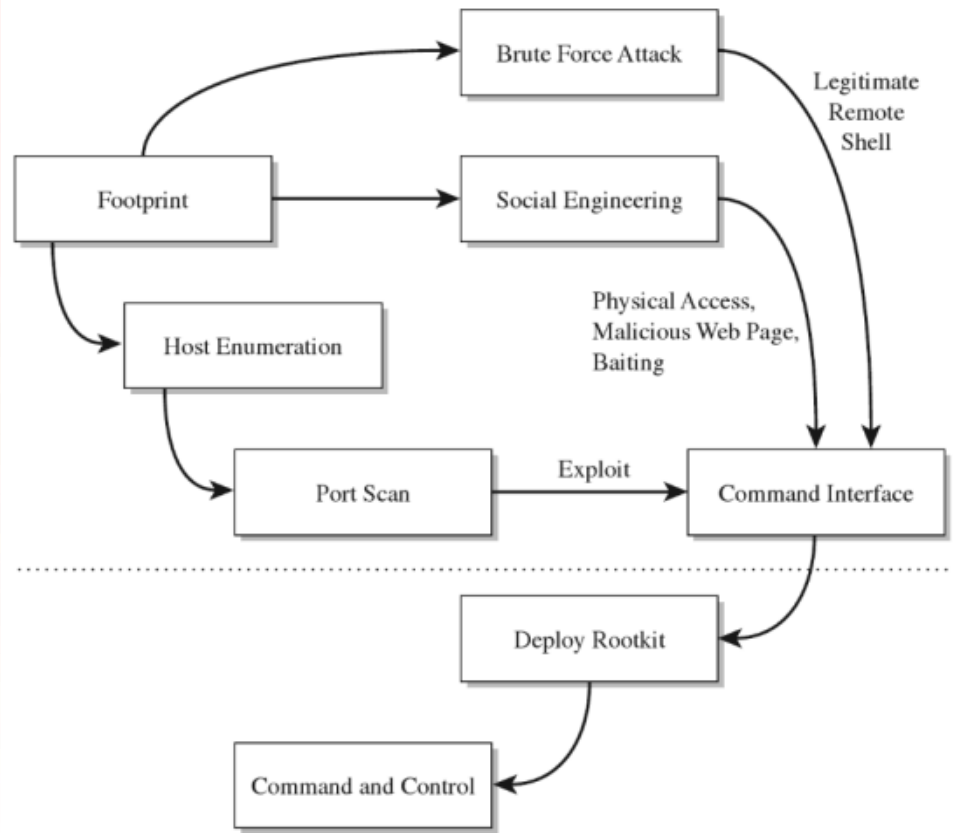 Brute Force Attack
Legitimate
Remote
Shell
Footprint
Social Engineering
Physical Access,
Malicious Web Page,
Baiting
Host Enumeration
Port Scan
Exploit
Command Interface
Deploy Rootkit
Command and Control